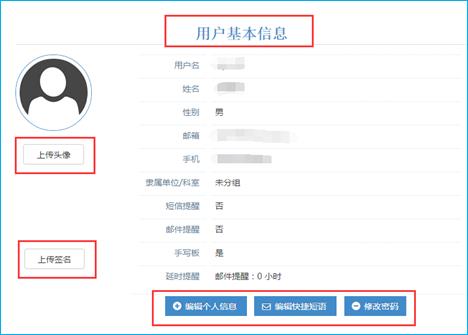 用户基本信息
用户名
姓名
性别 男
邮箱
手机
上传头像
隶属单位/科室 未分组
短信提醒 否
邮件提醒 否
手写板 是
上传签名
延时提醒 邮件提醒：0 小时
编辑个人信息 编辑快捷短语 修改密码